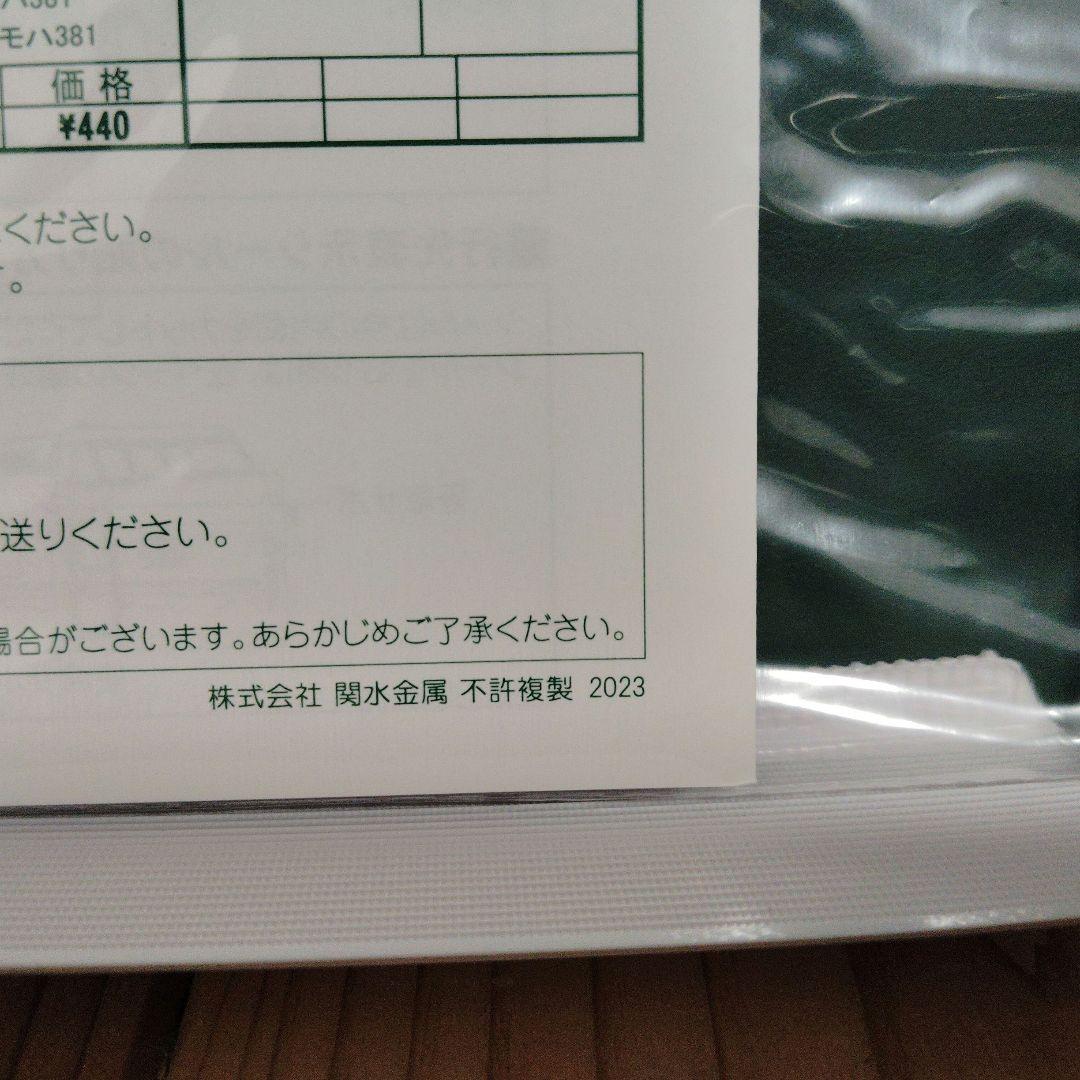 モハ381
価格
¥440
ください。
す。
送りください。
場合がございます。あらかじめご了承ください。
株式会社 関水金属 不許複製 2023